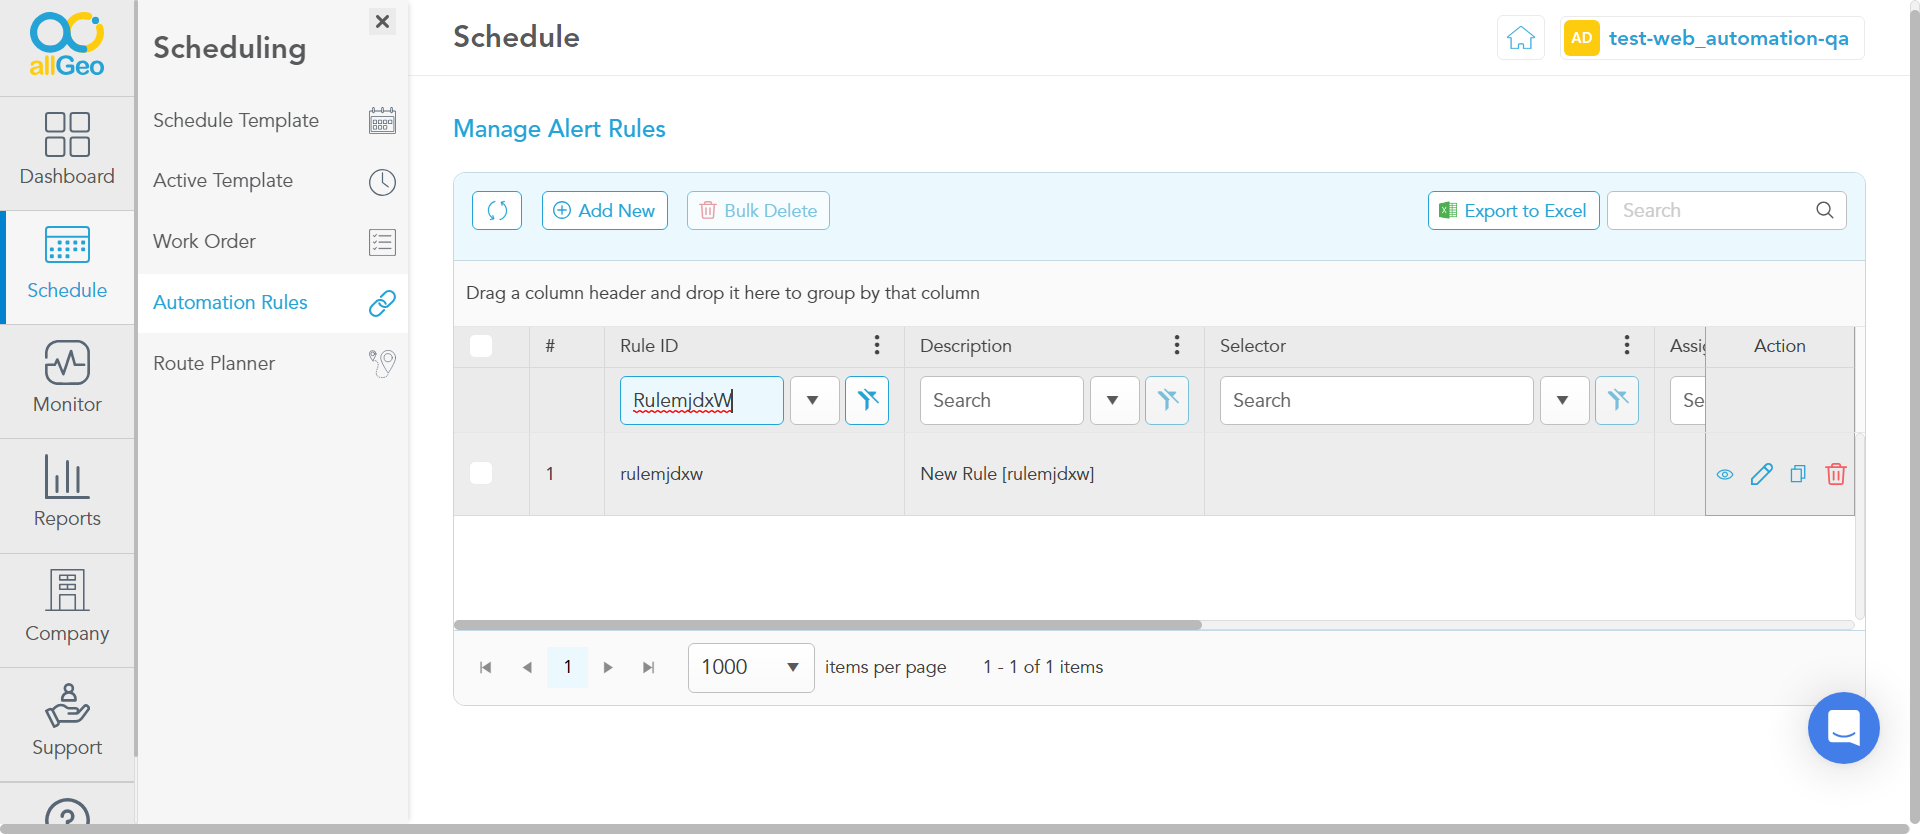 allGeo
Scheduling
Schedule
AD test-web_automation-qa
Dashboard
Schedule
Monitor
Reports
Company
Support
Schedule Template
Active Template
Work Order
Automation Rules
Route Planner
Manage Alert Rules
Add New
Bulk Delete
Export to Excel
Search
Drag a column header and drop it here to group by that column
# Rule ID Description Selector Assig Action
RulemjdxW Search Search Se
1 rulemjdxw New Rule [rulemjdxw]
1 1000 items per page 1 - 1 of 1 items